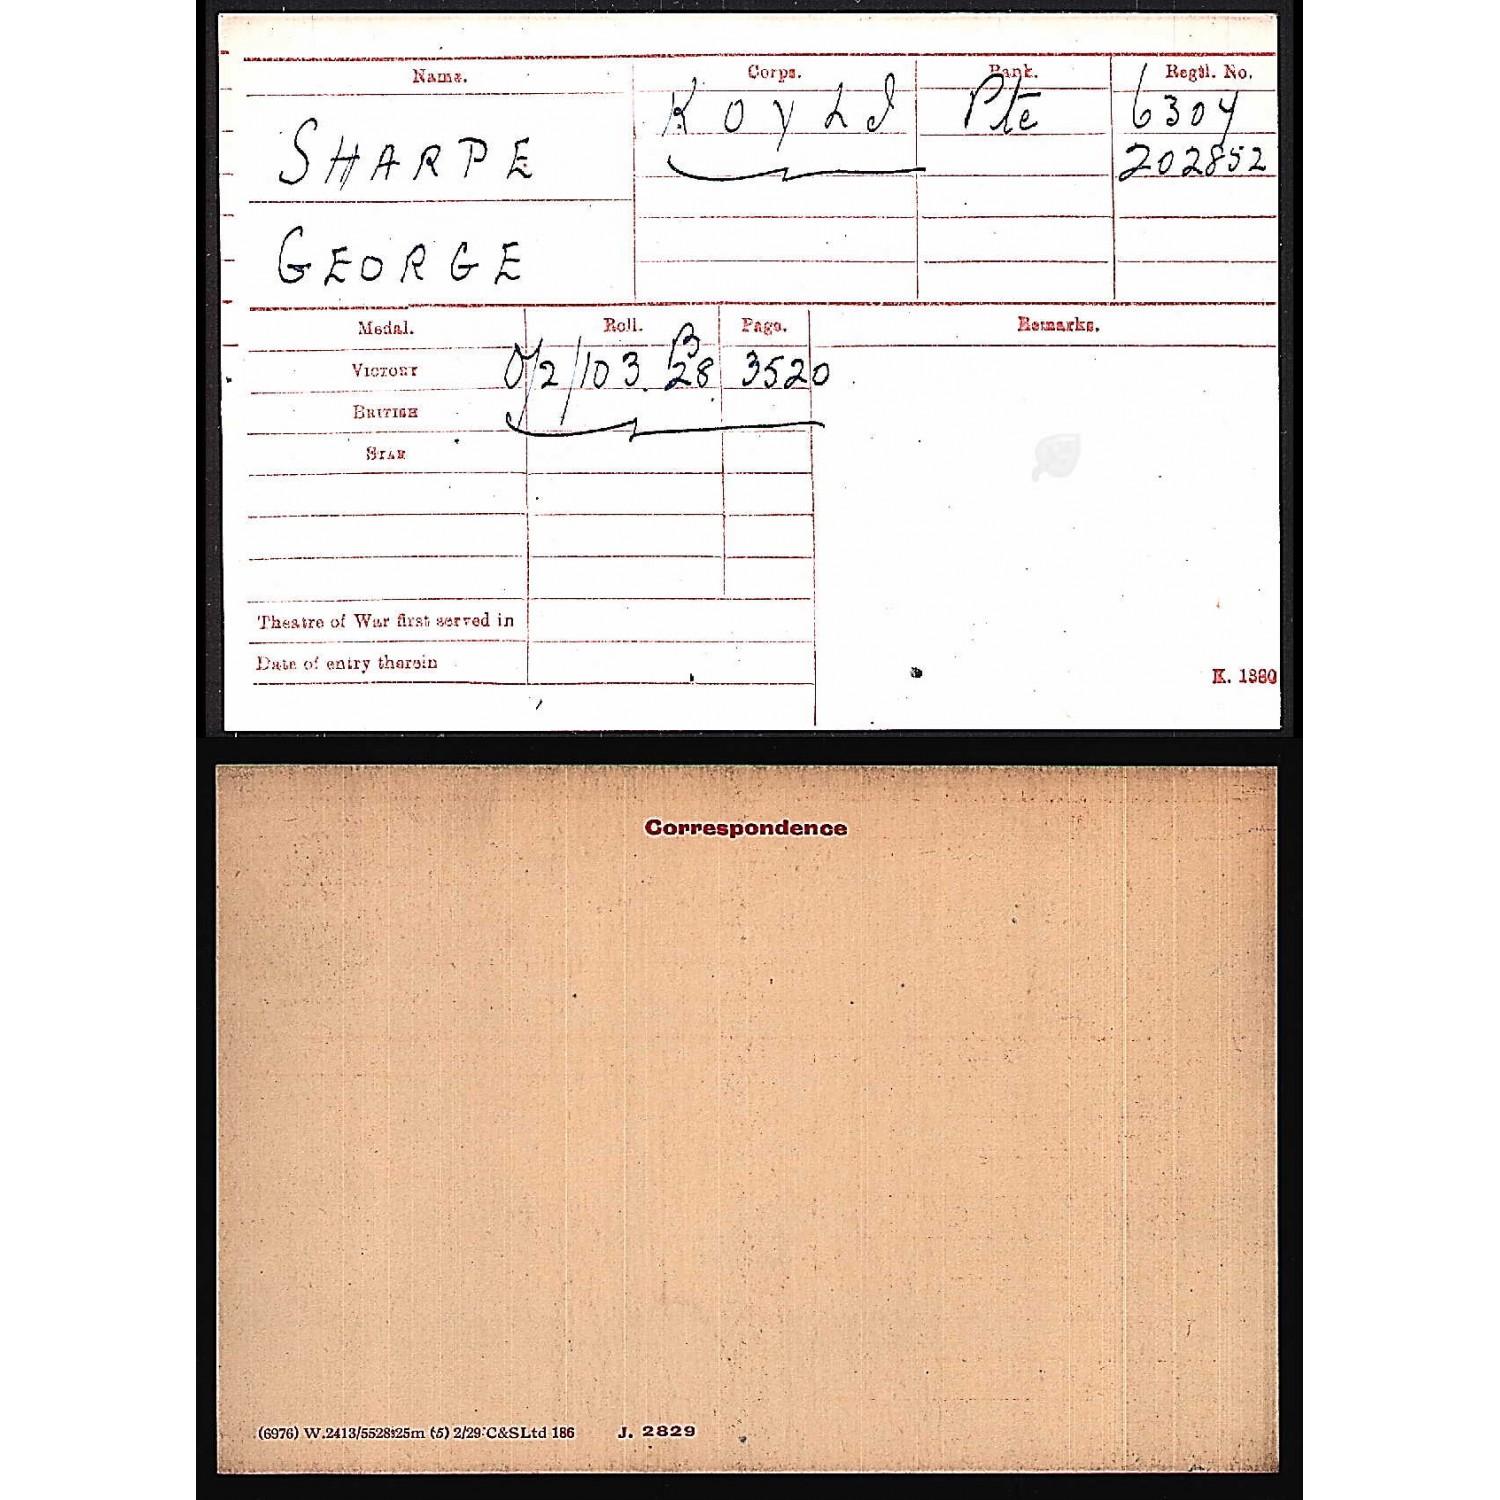 Name. Corps. Rank. Regtl. No.
K O Y L I Pte 6304
SHARPE 202852
GEORGE
Medal. Roll. Page. Remarks.
VICTORY O/2/103 B28 3520
BRITISH
STAR
Theatre of War first served in
Date of entry therein
K. 1380
Correspondence
(6976) W.2413/5528 25m (5) 2/29 C&SLtd 186 J. 2829